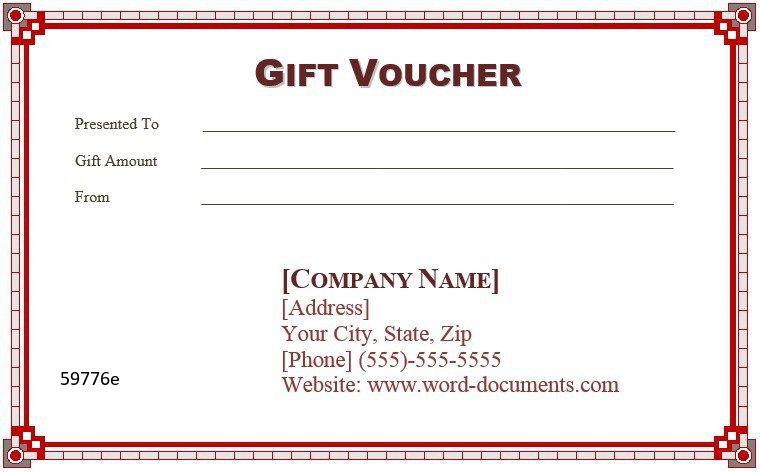 GIFT VOUCHER
Presented To
Gift Amount
From
[COMPANY NAME]
[Address]
Your City, State, Zip
[Phone] (555)-555-5555
59776e
Website: www.word-documents.com